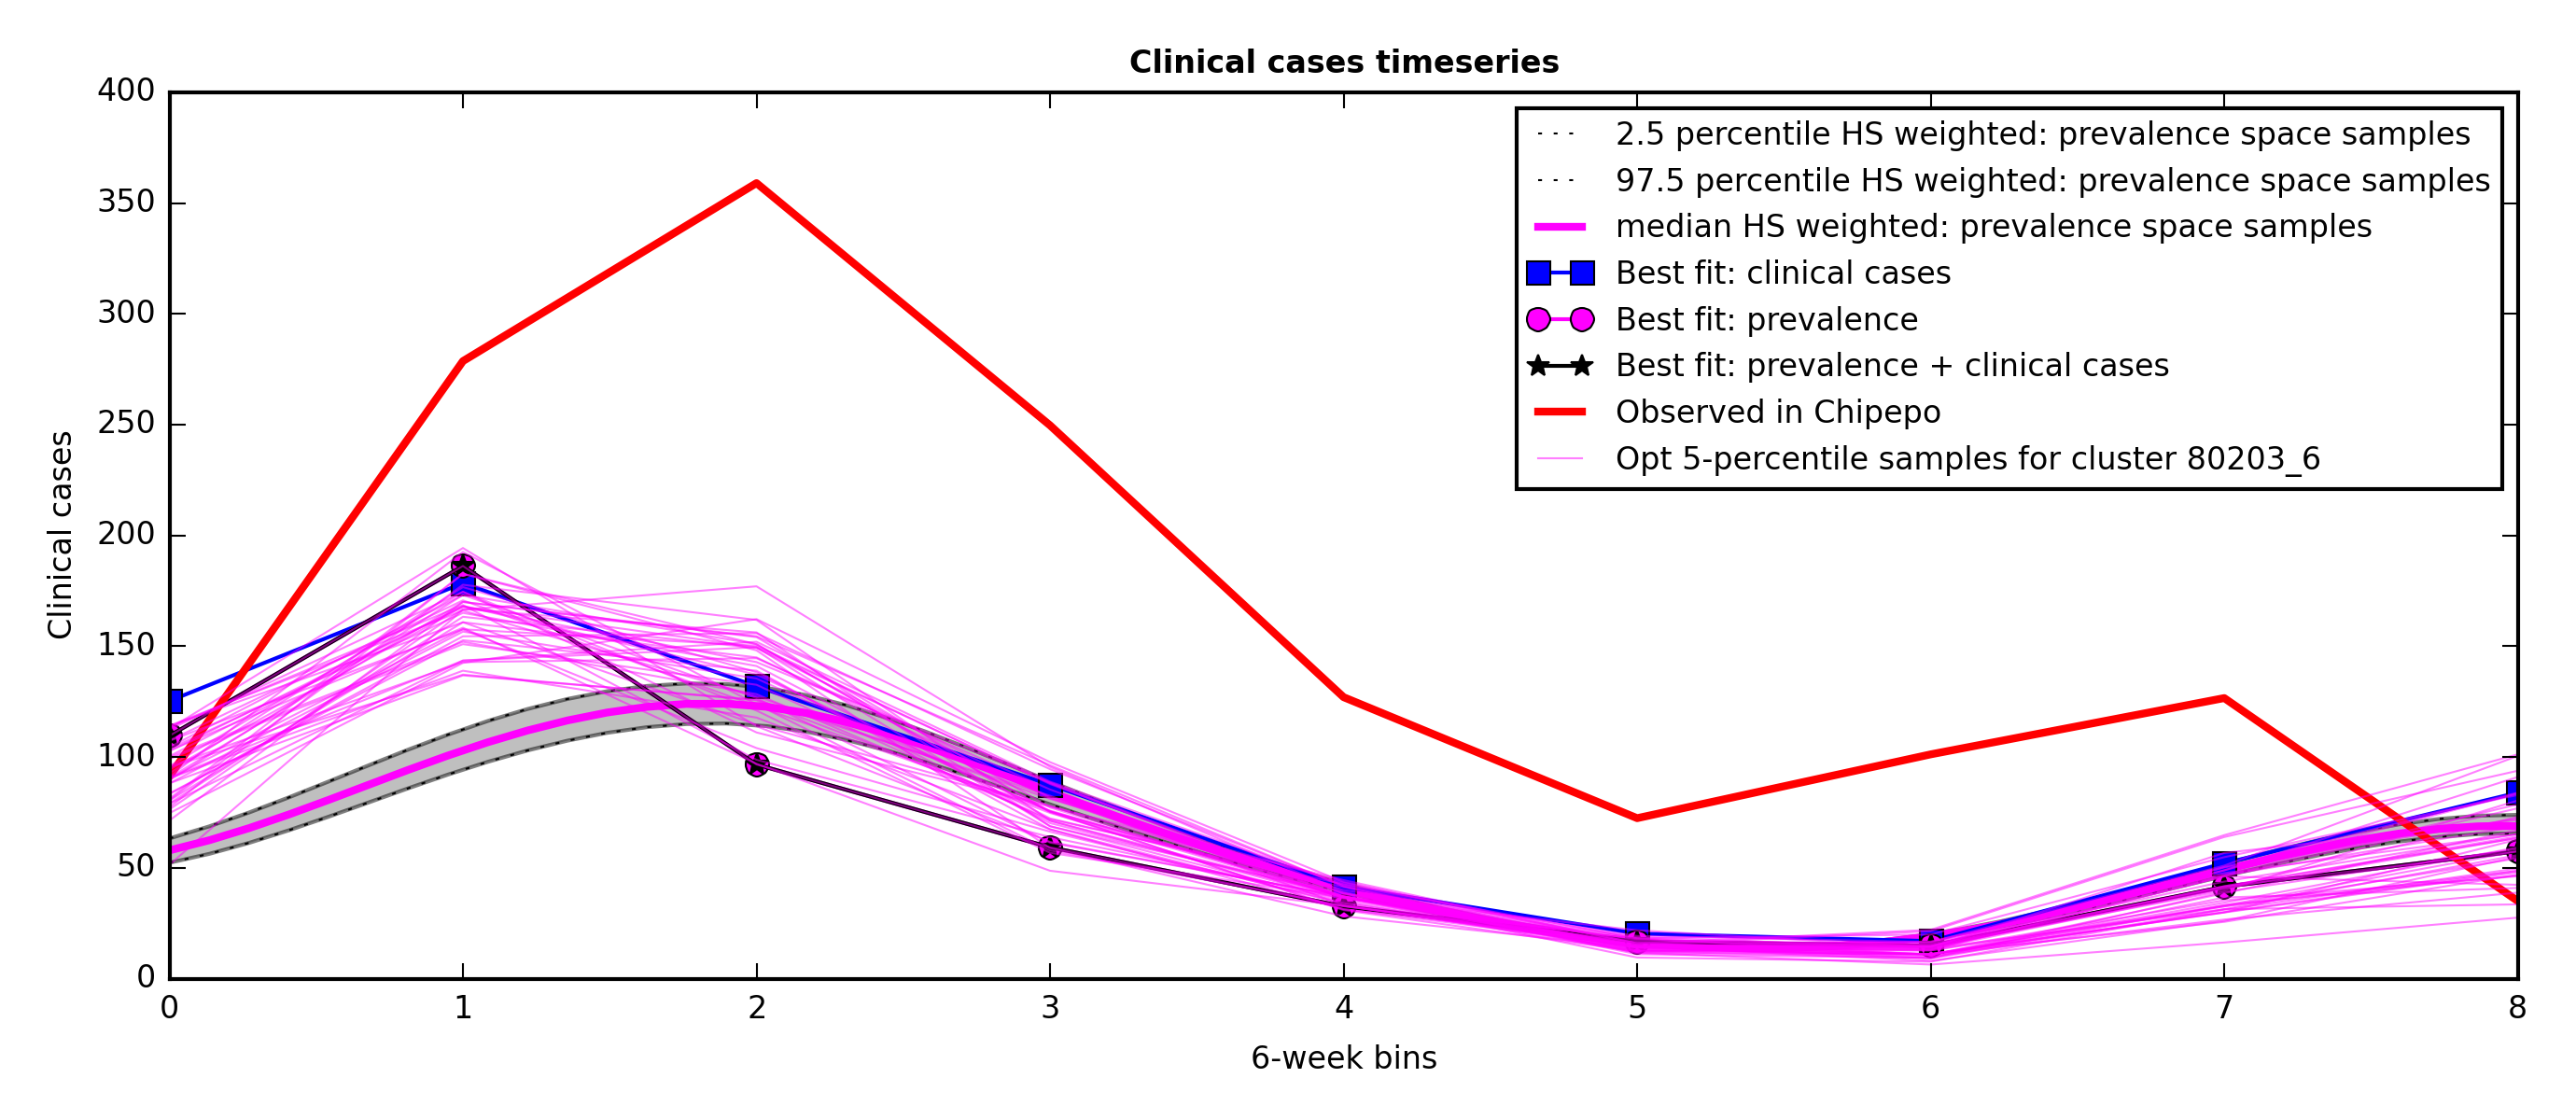 Clinical cases timeseries
400
350
300
250
200
150
100
50
0
Clinical cases
0 1 2 3 4 5 6 7 8
6-week bins
2.5 percentile HS weighted: prevalence space samples
97.5 percentile HS weighted: prevalence space samples
median HS weighted: prevalence space samples
Best fit: clinical cases
Best fit: prevalence
Best fit: prevalence + clinical cases
Observed in Chipepo
Opt 5-percentile samples for cluster 80203_6